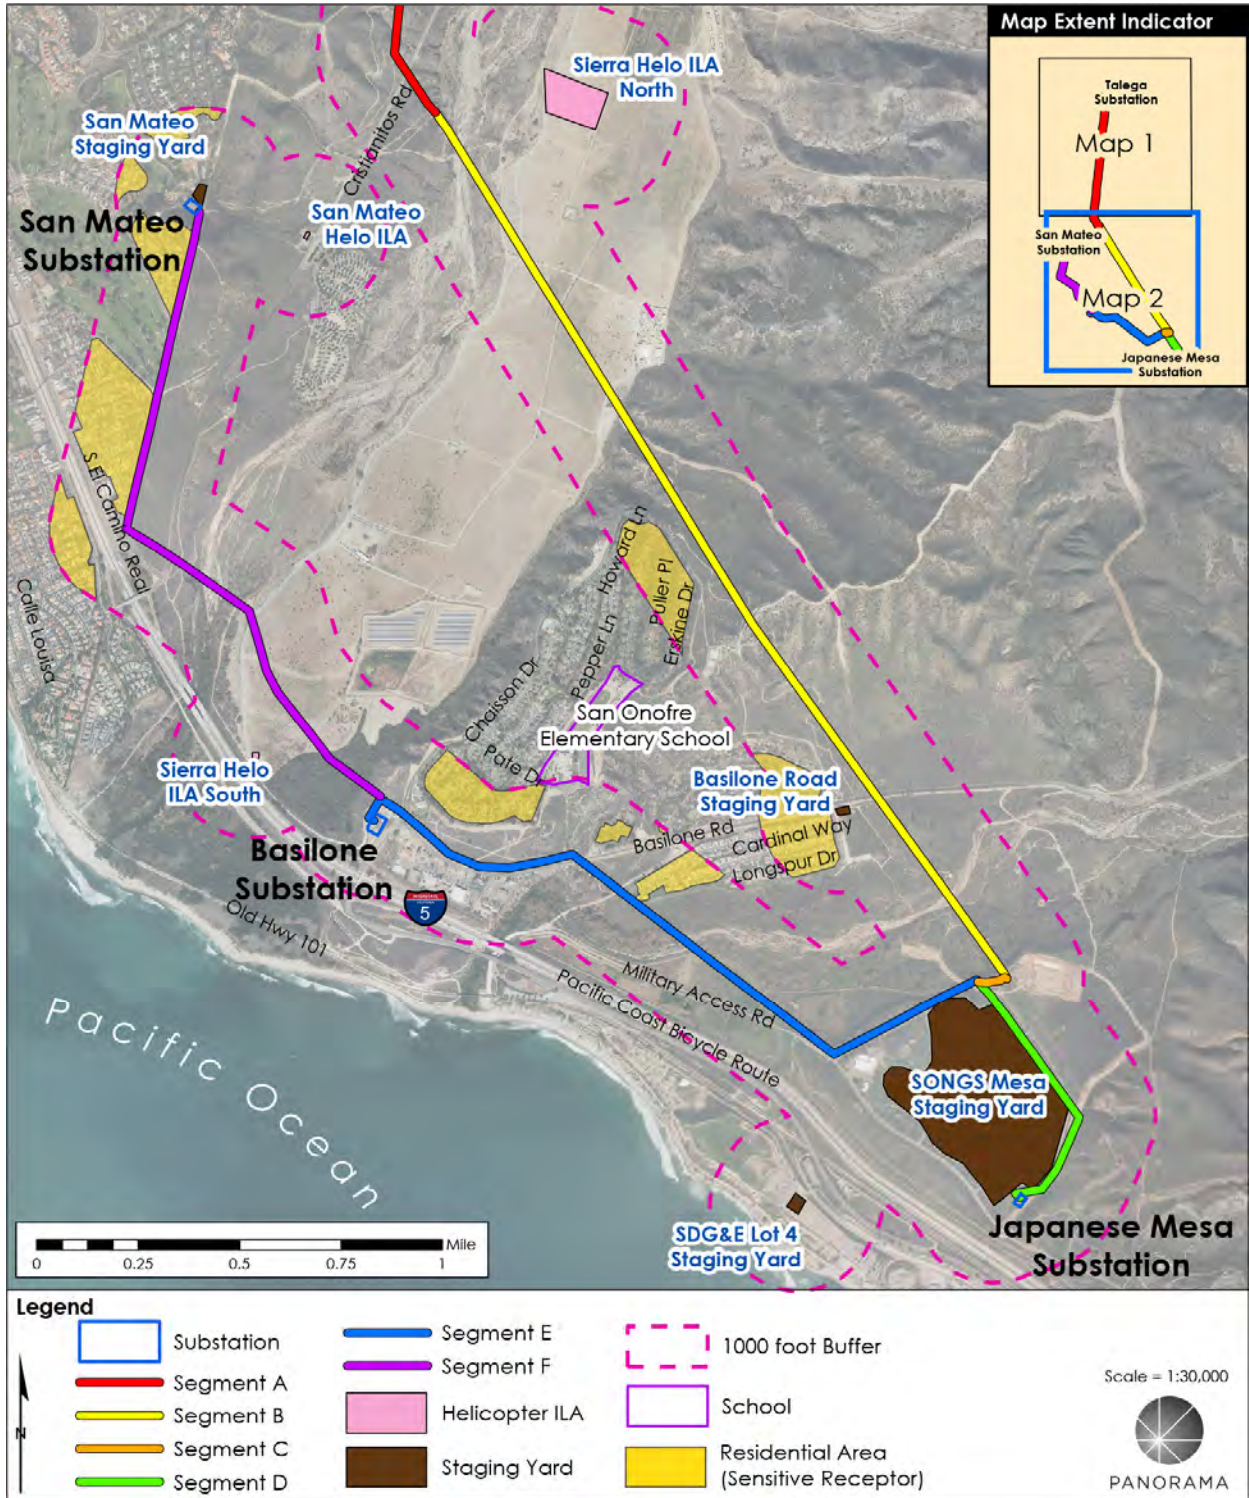 Map Extent Indicator
Talega
Substation
Map 1
San Mateo
Substation
Map 2
Japanese Mesa
Substation
Sierra Helo ILA
North
San Mateo
Staging Yard
Cristianitos Rd
San Mateo
Substation
San Mateo
Helo ILA
S El Camino Real
Calle Louisa
Howard Ln
Puller Pl
Erskine Dr
Pepper Ln
Chaisson Dr
San Onofre
Elementary School
Pate Dr
Sierra Helo
ILA South
Basilone Road
Staging Yard
Basilone Rd
Cardinal Way
Longspur Dr
Basilone
Substation
INTERSTATE
CALIFORNIA
5
Old Hwy 101
Military Access Rd
Pacific Coast Bicycle Route
Pacific Ocean
SONGS Mesa
Staging Yard
SDG&E Lot 4
Staging Yard
Japanese Mesa
Substation
Mile
0 0.25 0.5 0.75 1
Legend
Substation
Segment A
Segment B
Segment C
Segment D
Segment E
Segment F
Helicopter ILA
Staging Yard
1000 foot Buffer
School
Residential Area
(Sensitive Receptor)
N
Scale = 1:30,000
PANORAMA